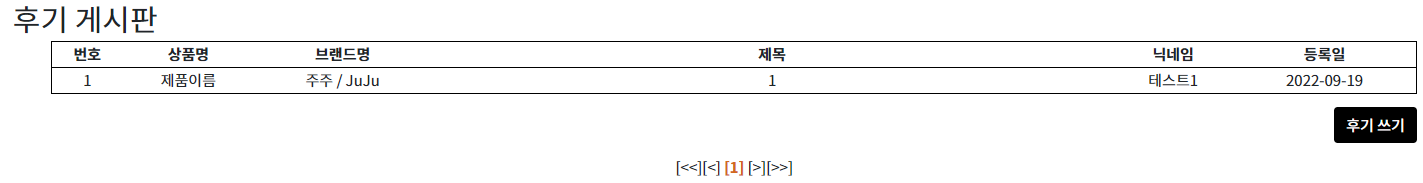 후기 게시판
번호 상품명 브랜드명 제목 닉네임 등록일
1 제품이름 주주 / JuJu 1 테스트1 2022-09-19
후기 쓰기
[<<][<] [1] [>][>>]